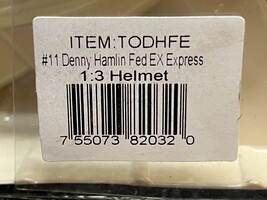 ITEM:TODHFE
#11 Denny Hamlin Fed EX Express
1:3 Helmet
7 55073 82032 0